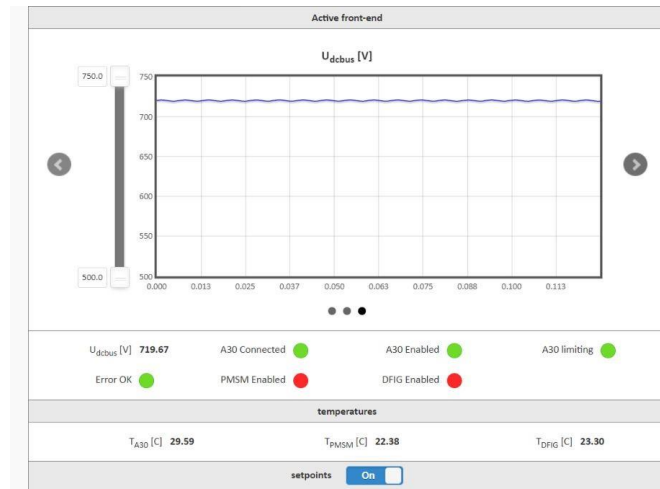 Active front-end
Udcbus [V]
750.0
750
700
650
600
550
500.0
500
0.000 0.013 0.025 0.037 0.050 0.063 0.075 0.088 0.100 0.113
Udcbus [V] 719.67 A30 Connected A30 Enabled A30 limiting
Error OK PMSM Enabled DFIG Enabled
temperatures
TA30 [C] 29.59 TPMSM [C] 22.38 TDFIG [C] 23.30
setpoints On